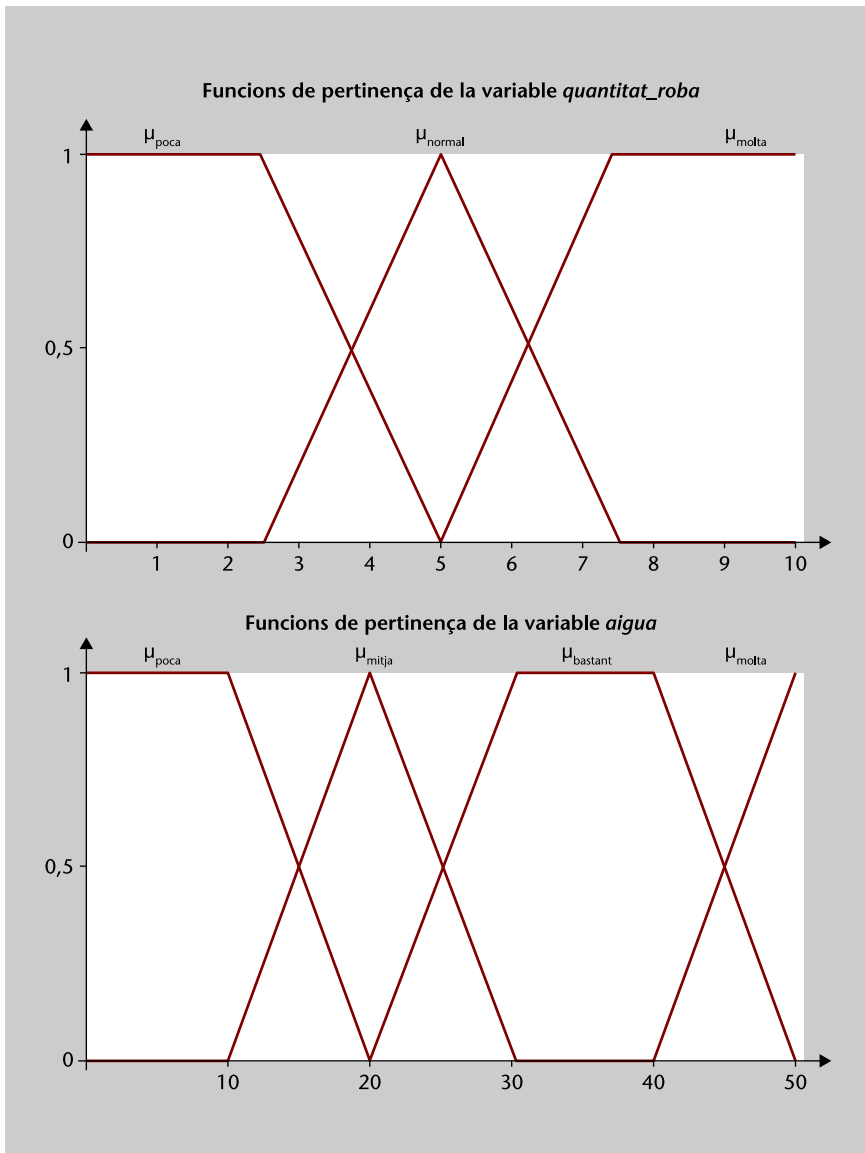 Funcions de pertinença de la variable quantitat_roba
μpoca μnormal μmolta
1
0,5
0
1 2 3 4 5 6 7 8 9 10
Funcions de pertinença de la variable aigua
μpoca μmitja μbastant μmolta
1
0,5
0
10 20 30 40 50